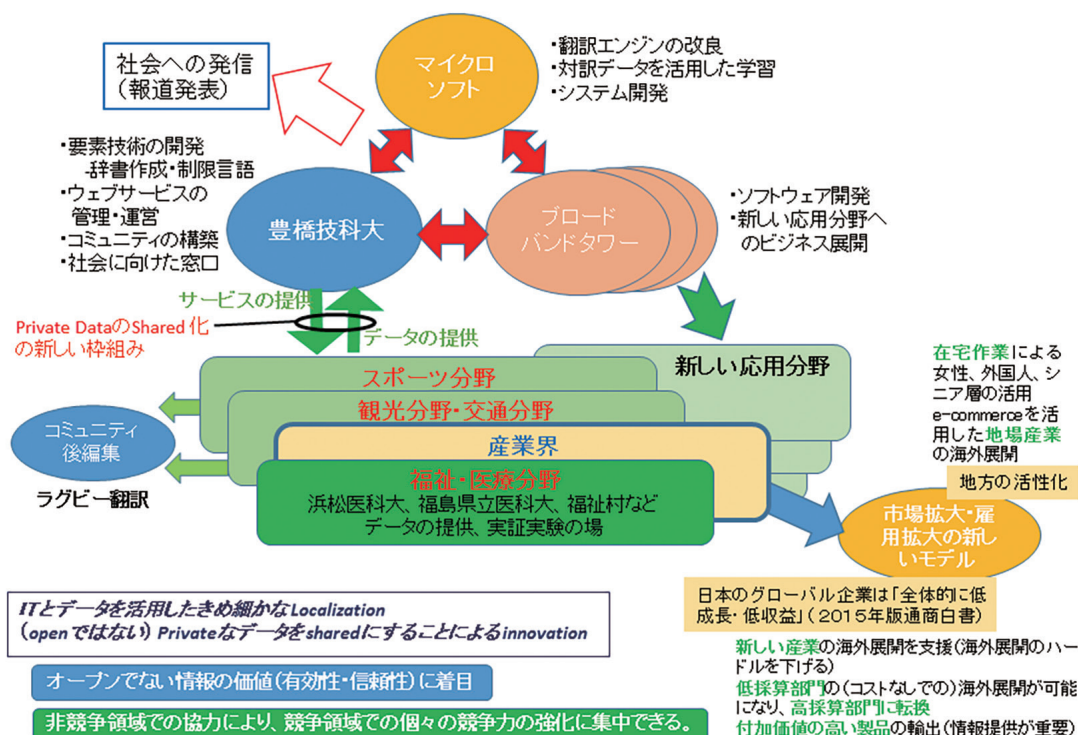 社会への発信
(報道発表)
マイクロ
ソフト
・翻訳エンジンの改良
・対訳データを活用した学習
・システム開発
・要素技術の開発
-辞書作成・制限言語
・ウェブサービスの
管理・運営
・コミュニティの構築
・社会に向けた窓口
豊橋技科大
ブロード
バンドタワー
・ソフトウェア開発
・新しい応用分野へ
のビジネス展開
サービスの提供
データの提供
Private DataのShared 化
の新しい枠組み
スポーツ分野
観光分野・交通分野
産業界
福祉・医療分野
浜松医科大、福島県立医科大、福祉村など
データの提供、実証実験の場
新しい応用分野
コミュニティ
後編集
ラグビー翻訳
在宅作業による
女性、外国人、シ
ニア層の活用
e-commerceを活
用した地場産業
の海外展開
地方の活性化
市場拡大・雇
用拡大の新し
いモデル
日本のグローバル企業は「全体的に低
成長・低収益」(2015年版通商白書)
新しい産業の海外展開を支援(海外展開のハー
ドルを下げる)
低採算部門の(コストなしでの)海外展開が可能
になり、高採算部門に転換
付加価値の高い製品の輸出(情報提供が重要)
ITとデータを活用したきめ細かなLocalization
(openではない) Privateなデータをsharedにすることによるinnovation
オープンでない情報の価値(有効性・信頼性)に着目
非競争領域での協力により、競争領域での個々の競争力の強化に集中できる。